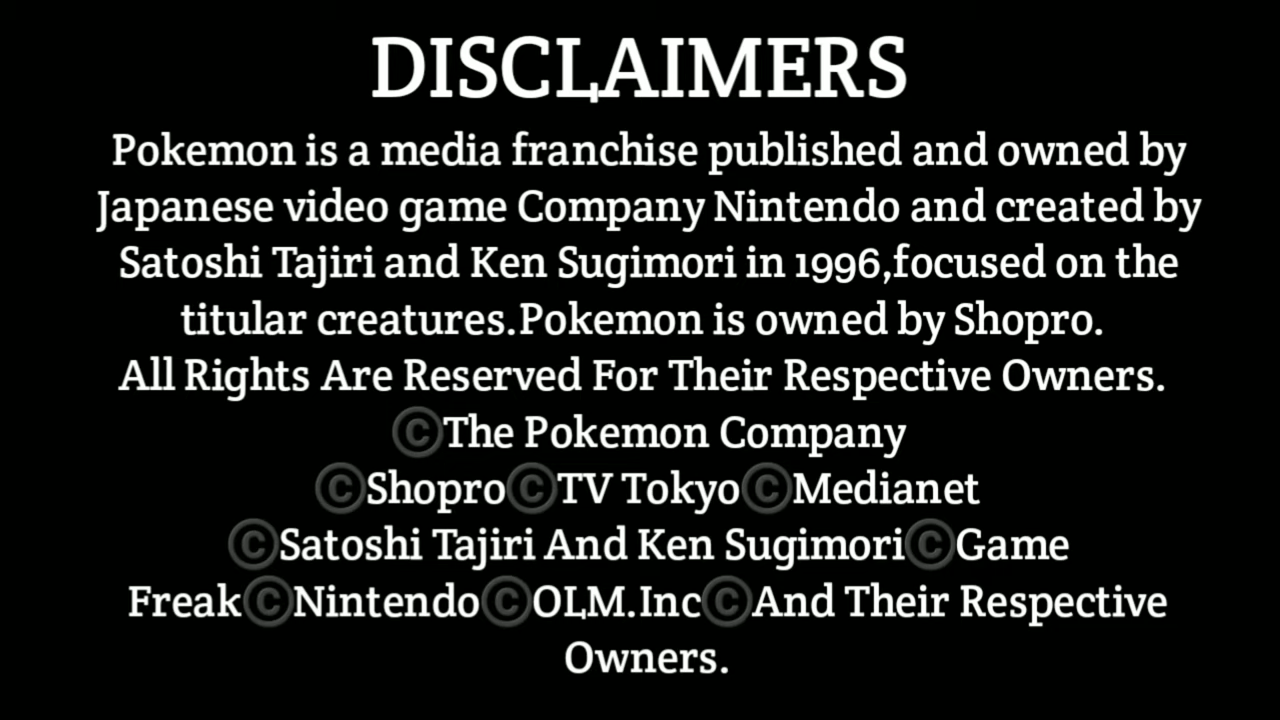 DISCLAIMERS
Pokemon is a media franchise published and owned by
Japanese video game Company Nintendo and created by
Satoshi Tajiri and Ken Sugimori in 1996,focused on the
titular creatures.Pokemon is owned by Shopro.
All Rights Are Reserved For Their Respective Owners.
©The Pokemon Company
©Shopro©TV Tokyo©Medianet
©Satoshi Tajiri And Ken Sugimori©Game
Freak©Nintendo©OLM.Inc©And Their Respective
Owners.